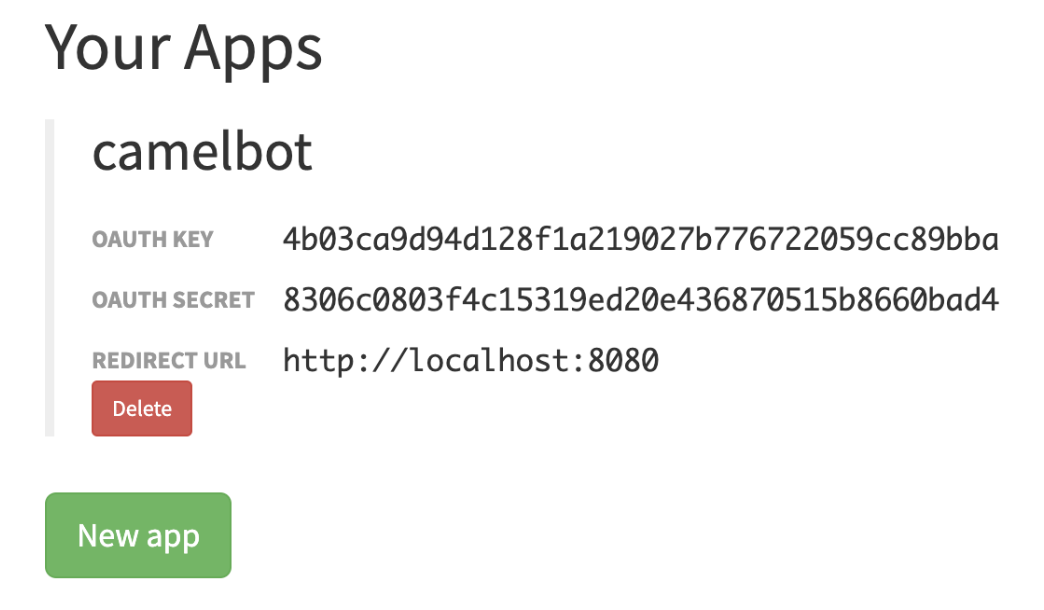 Your Apps
camelbot
OAUTH KEY 4b03ca9d94d128f1a219027b776722059cc89bba
OAUTH SECRET 8306c0803f4c15319ed20e436870515b8660bad4
REDIRECT URL http://localhost:8080
Delete
New app